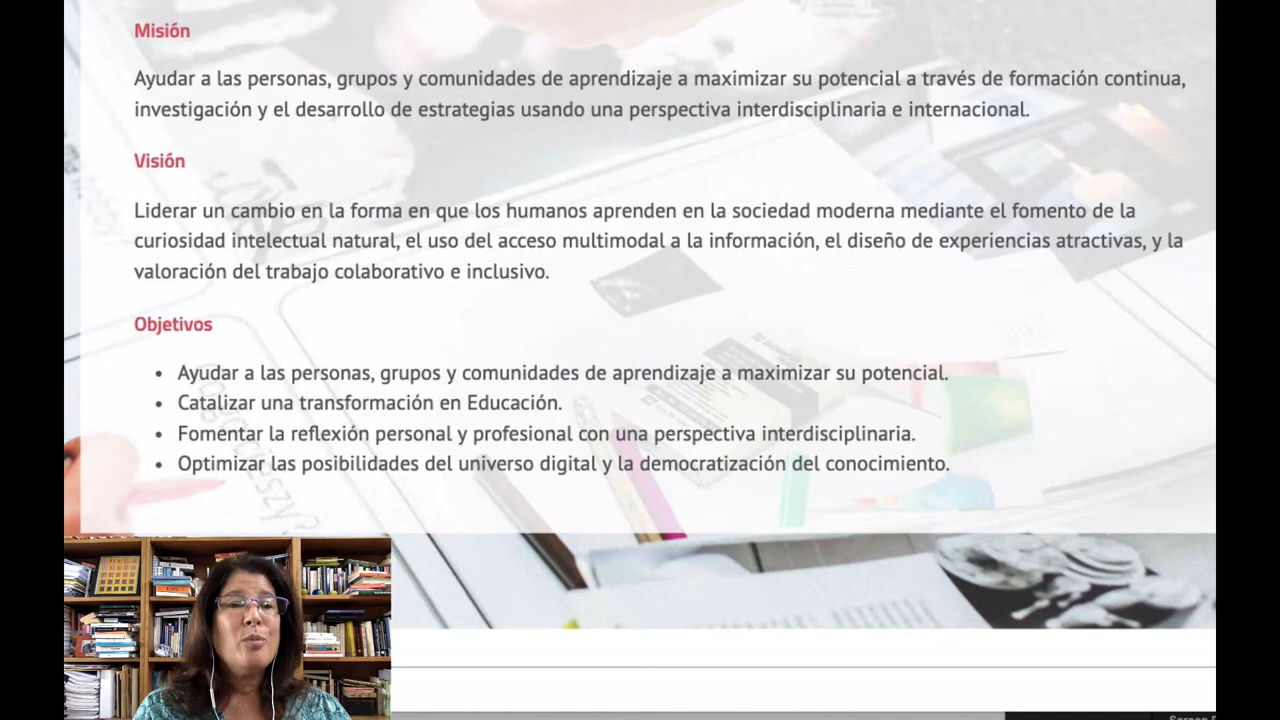 Misión
Ayudar a las personas, grupos y comunidades de aprendizaje a maximizar su potencial a través de formación continua,
investigación y el desarrollo de estrategias usando una perspectiva interdisciplinaria e internacional.
Visión
Liderar un cambio en la forma en que los humanos aprenden en la sociedad moderna mediante el fomento de la
curiosidad intelectual natural, el uso del acceso multimodal a la información, el diseño de experiencias atractivas, y la
valoración del trabajo colaborativo e inclusivo.
Objetivos
• Ayudar a las personas, grupos y comunidades de aprendizaje a maximizar su potencial.
• Catalizar una transformación en Educación.
• Fomentar la reflexión personal y profesional con una perspectiva interdisciplinaria.
• Optimizar las posibilidades del universo digital y la democratización del conocimiento.